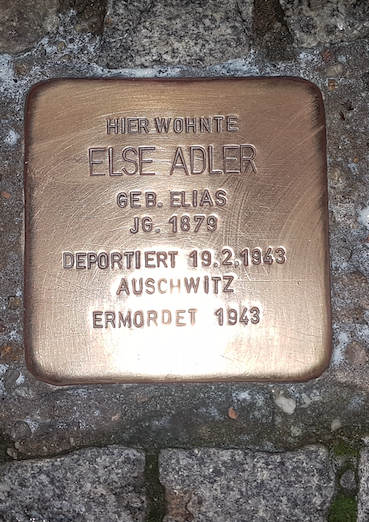 HIER WOHNTE
ELSE ADLER
GEB. ELIAS
JG. 1879
DEPORTIERT 19.2.1943
AUSCHWITZ
ERMORDET 1943